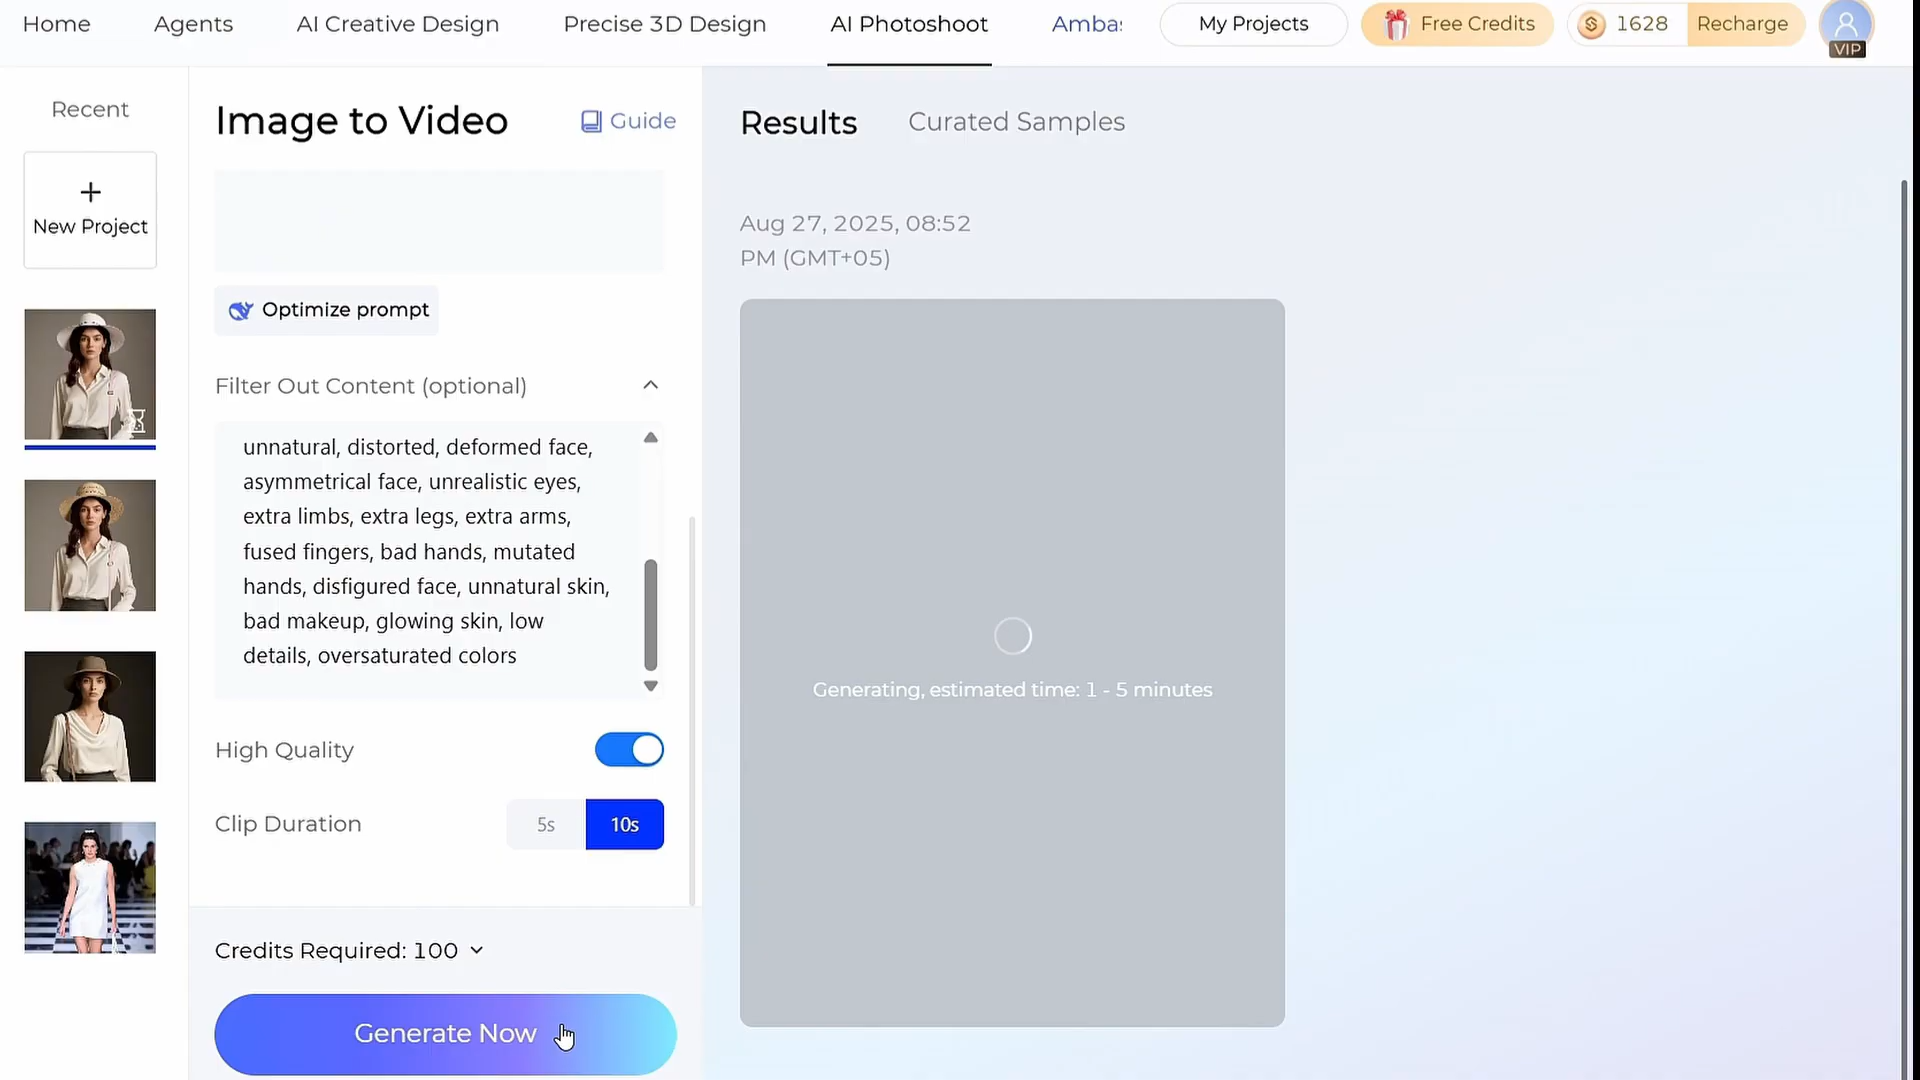 Home Agents AI Creative Design Precise 3D Design AI Photoshoot Ambas My Projects Free Credits 1628 Recharge
VIP
Recent
New Project
Image to Video
Guide
Optimize prompt
Filter Out Content (optional)
unnatural, distorted, deformed face,
asymmetrical face, unrealistic eyes,
extra limbs, extra legs, extra arms,
fused fingers, bad hands, mutated
hands, disfigured face, unnatural skin,
bad makeup, glowing skin, low
details, oversaturated colors
High Quality
Clip Duration 5s 10s
Credits Required: 100
Generate Now
Results Curated Samples
Aug 27, 2025, 08:52
PM (GMT+05)
Generating, estimated time: 1 - 5 minutes